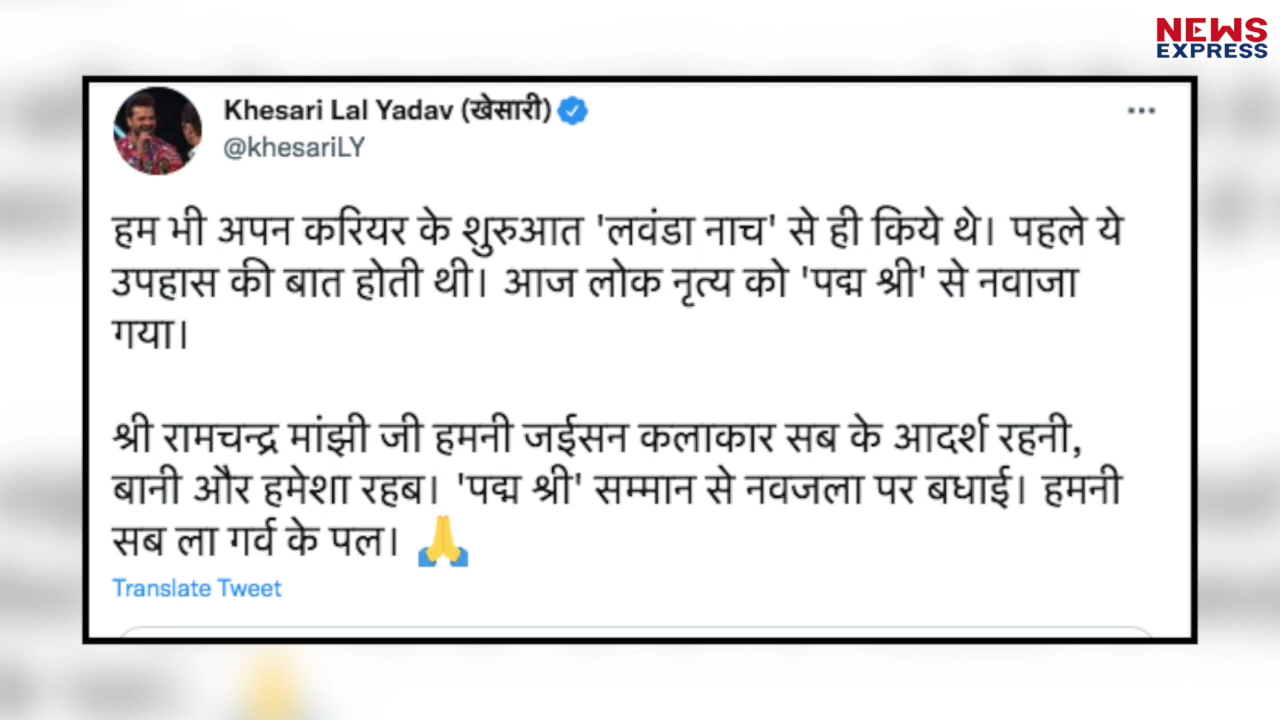 NEWS
EXPRESS
Khesari Lal Yadav (खेसारी)
@khesariLY
हम भी अपन करियर के शुरुआत 'लवंडा नाच' से ही किये थे। पहले ये
उपहास की बात होती थी। आज लोक नृत्य को 'पद्म श्री' से नवाजा
गया।
श्री रामचन्द्र मांझी जी हमनी जईसन कलाकार सब के आदर्श रहनी,
बानी और हमेशा रहब। 'पद्म श्री' सम्मान से नवजला पर बधाई। हमनी
सब ला गर्व के पल। 🙏
Translate Tweet